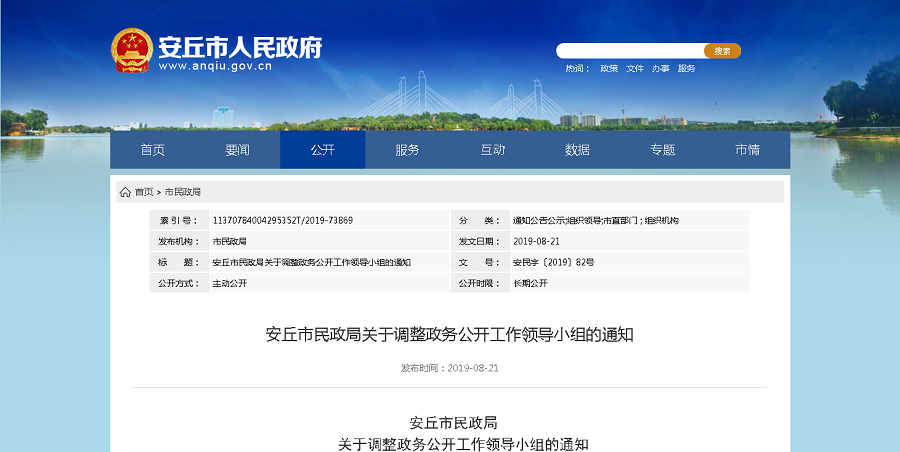 安丘市人民政府
www.anqiu.gov.cn
搜索
热词： 政策 文件 办事 服务
首页 要闻 公开 服务 互动 数据 专题 市情
首页 > 市民政局
索 引 号： 11370784004295352T/2019-73869 分　类： 通知公告公示;组织领导;市直部门 ; 组织机构
发布机构： 市民政局 发文日期： 2019-08-21
标　题： 安丘市民政局关于调整政务公开工作领导小组的通知 文　号： 安民字〔2019〕82号
公开方式： 主动公开 公开时限： 长期公开
安丘市民政局关于调整政务公开工作领导小组的通知
发布时间：2019-08-21
安丘市民政局
关于调整政务公开工作领导小组的通知